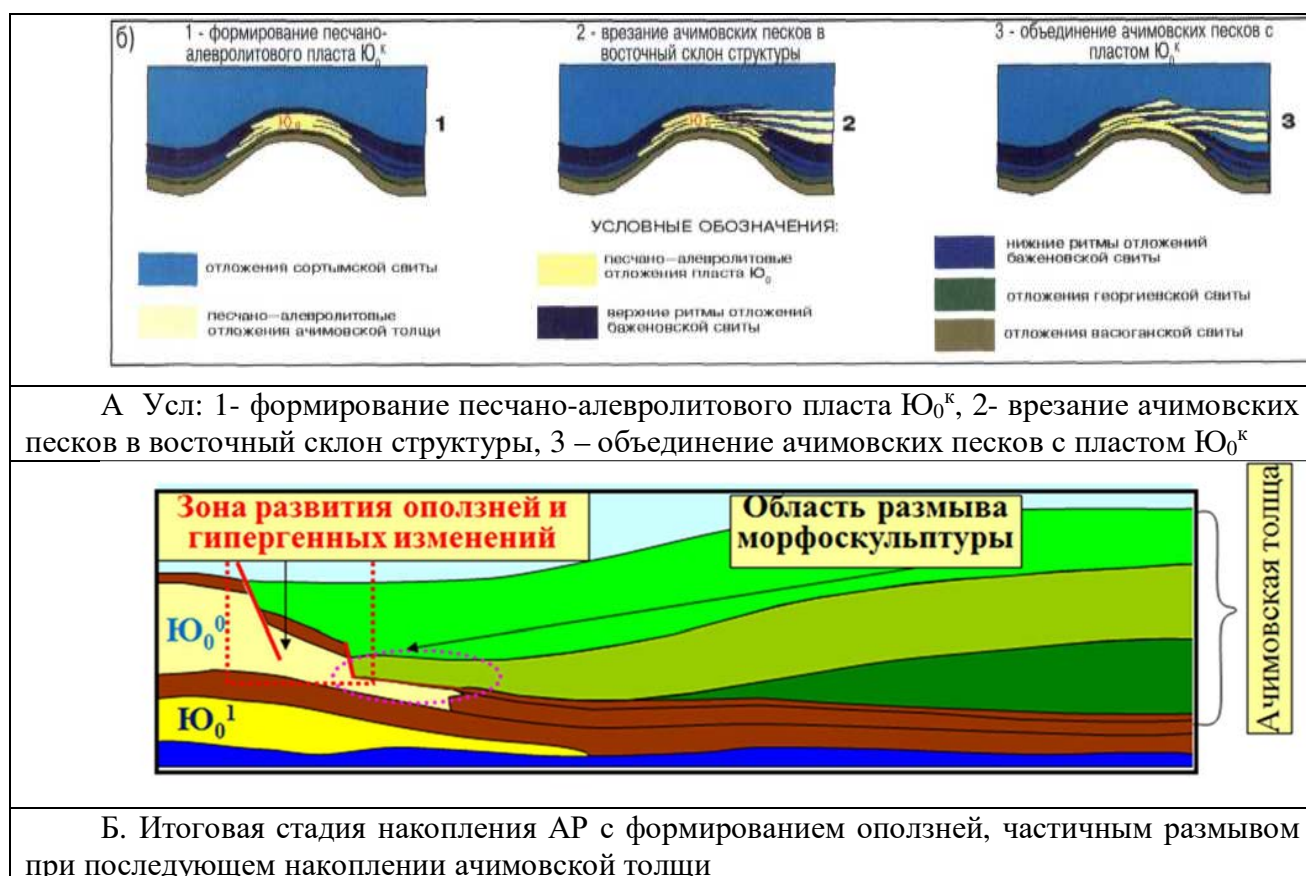 б)
1 - формирование песчано-
алевролитового пласта Ю₀ᴷ
2 - врезание ачимовских песков в
восточный склон структуры
3 - объединение ачимовских песков с
пластом Ю₀ᴷ
Ю₀
1
Ю₀
2
3
УСЛОВНЫЕ ОБОЗНАЧЕНИЯ:
отложения сортымской свиты
песчано-алевролитовые
отложения ачимовской толщи
песчано-алевролитовые
отложения пласта Ю₀
верхние ритмы отложений
баженовской свиты
нижние ритмы отложений
баженовской свиты
отложения георгиевской свиты
отложения васюганской свиты
А Усл: 1- формирование песчано-алевролитового пласта Ю₀ᴷ, 2- врезание ачимовских
песков в восточный склон структуры, 3 – объединение ачимовских песков с пластом Ю₀ᴷ
Зона развития оползней и
гипергенных изменений
Область размыва
морфоскульптуры
Ю₀⁰
Ю₀¹
Ачимовская толща
Б. Итоговая стадия накопления АР с формированием оползней, частичным размывом
при последующем накоплении ачимовской толщи